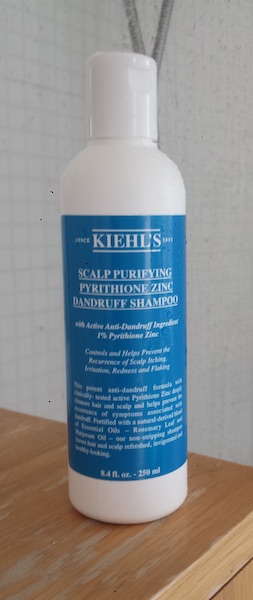 SINCE KIEHL'S 1851
SCALP PURIFYING
PYRITHIONE ZINC
DANDRUFF SHAMPOO
with Active Anti-Dandruff Ingredient
1% Pyrithione Zinc
Controls and Helps Prevent the
Recurrence of Scalp Itching,
Irritation, Redness and Flaking
This potent anti-dandruff formula with
clinically- tested active Pyrithione Zinc deeply
cleanses hair and scalp and helps prevent the
recurrence of symptoms associated with
dandruff. Fortified with a natural-derived blend
of Essential Oils – Rosemary Leaf and
Marjoram Oil – our non-stripping shampoo
leaves hair and scalp refreshed, invigorated and
healthy-looking.
8.4 fl. oz. - 250 ml